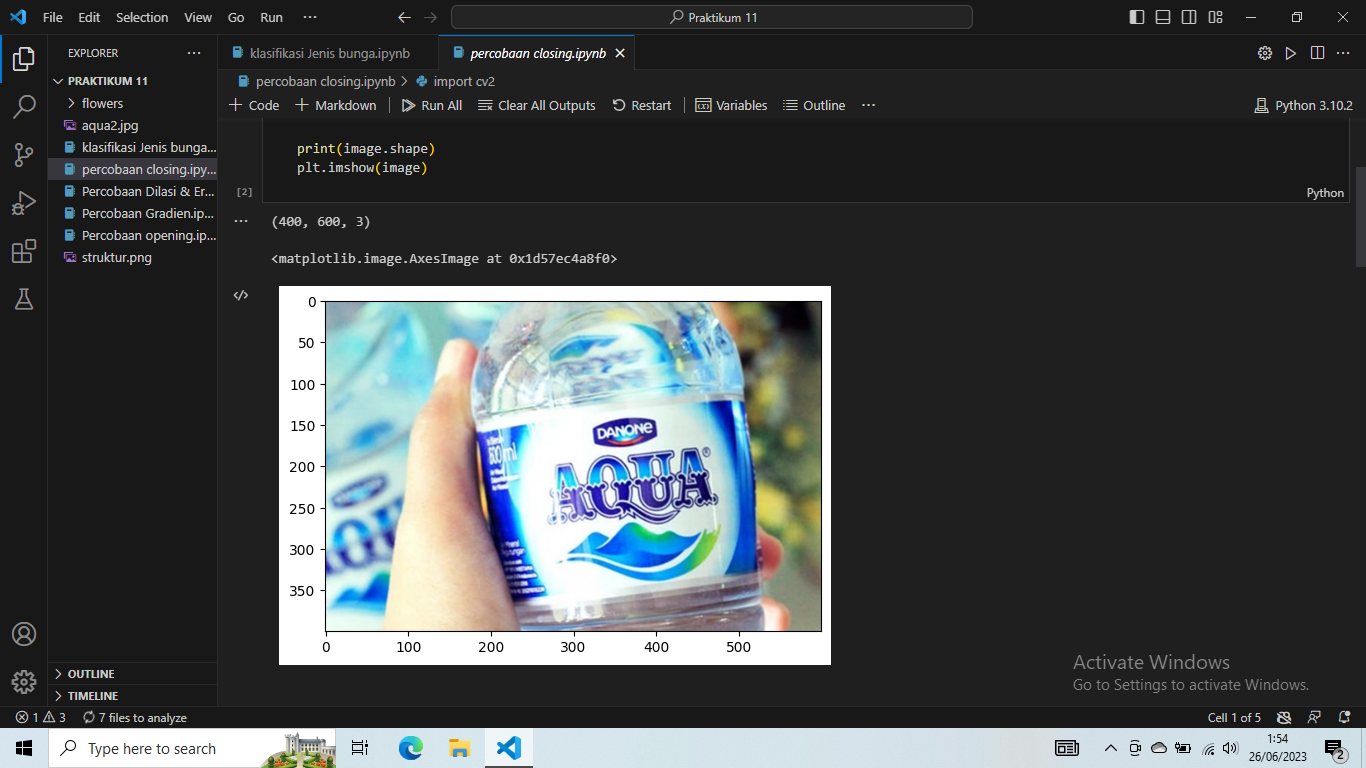 File Edit Selection View Go Run ···
Praktikum 11
EXPLORER ···
PRAKTIKUM 11
flowers
aqua2.jpg
klasifikasi Jenis bunga...
percobaan closing.ipy...
Percobaan Dilasi & Er...
Percobaan Gradien.ip...
Percobaan opening.ip...
struktur.png
OUTLINE
TIMELINE
klasifikasi Jenis bunga.ipynb
percobaan closing.ipynb
percobaan closing.ipynb > import cv2
+ Code + Markdown Run All Clear All Outputs Restart Variables Outline ··· Python 3.10.2
print(image.shape)
plt.imshow(image)
[2]
Python
(400, 600, 3)
<matplotlib.image.AxesImage at 0x1d57ec4a8f0>
0
50
100
150
200
250
300
350
0 100 200 300 400 500
DANONE
600 ml
AQUA®
Activate Windows
Go to Settings to activate Windows.
1 3 7 files to analyze
Cell 1 of 5
Type here to search
1:54
26/06/2023
2